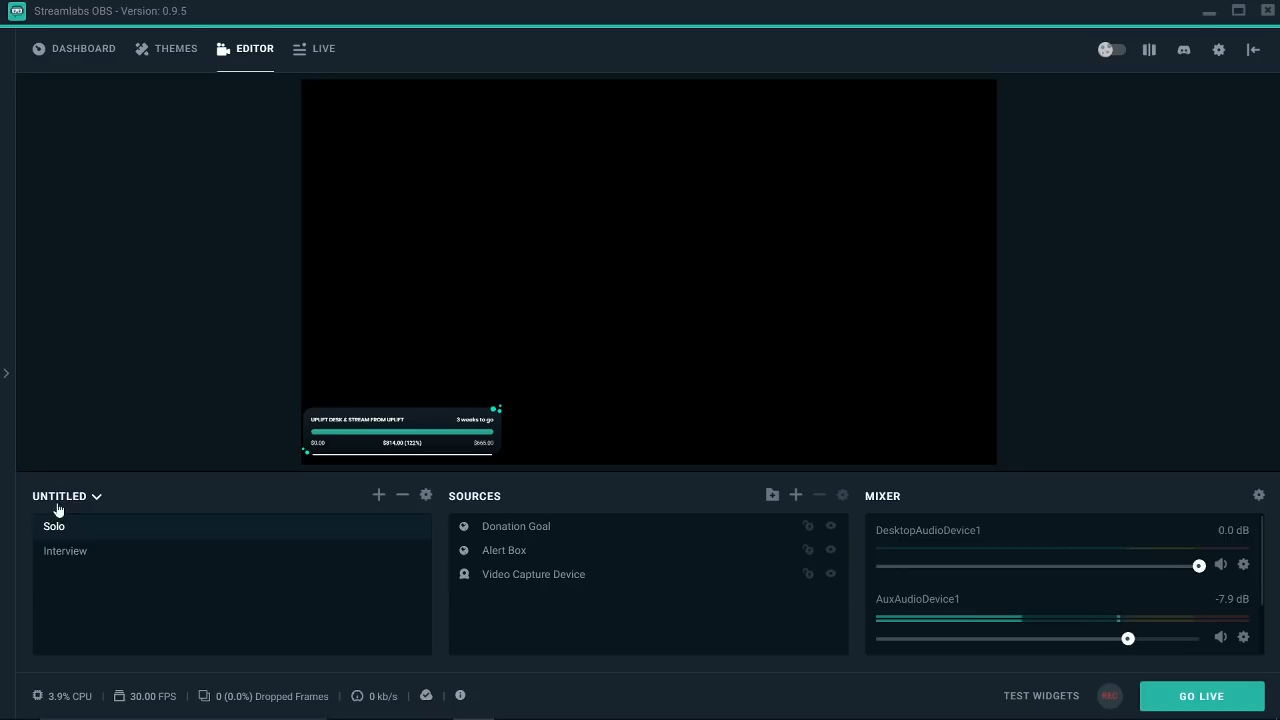 Streamlabs OBS - Version: 0.9.5
DASHBOARD THEMES EDITOR LIVE
UPLIFT DESK & STREAM FROM UPLIFT 3 weeks to go
$0.00 $814.00 (122%) $665.00
UNTITLED
Solo
Interview
SOURCES
Donation Goal
Alert Box
Video Capture Device
MIXER
DesktopAudioDevice1 0.0 dB
AuxAudioDevice1 -7.9 dB
3.9% CPU 30.00 FPS 0 (0.0%) Dropped Frames 0 kb/s TEST WIDGETS REC GO LIVE